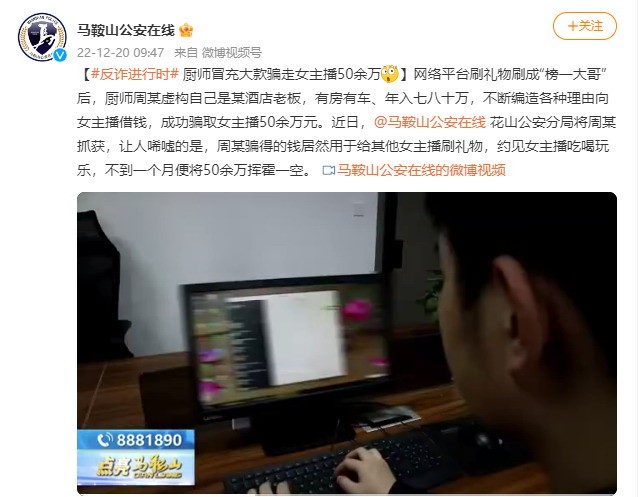 马鞍山公安在线
22-12-20 09:47 来自 微博视频号
+关注
【#反诈进行时# 厨师冒充大款骗走女主播50余万】网络平台刷礼物刷成“榜一大哥”
后，厨师周某虚构自己是某酒店老板，有房有车、年入七八十万，不断编造各种理由向
女主播借钱，成功骗取女主播50余万元。近日，@马鞍山公安在线 花山公安分局将周某
抓获，让人唏嘘的是，周某骗得的钱居然用于给其他女主播刷礼物，约见女主播吃喝玩
乐，不到一个月便将50余万挥霍一空。 马鞍山公安在线的微博视频
8881890
点亮马鞍山